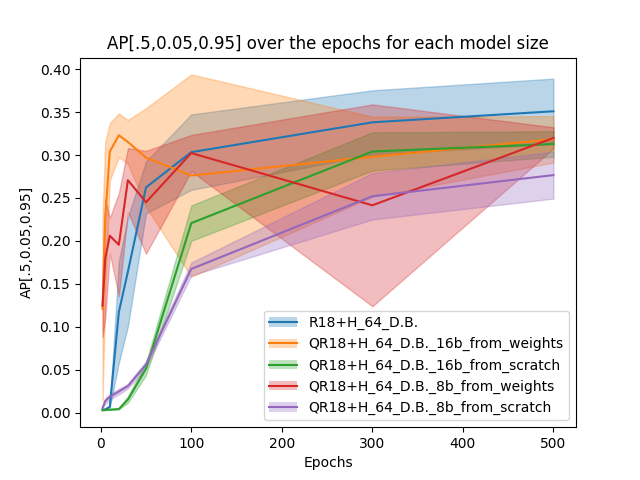 AP[.5,0.05,0.95] over the epochs for each model size
AP[.5,0.05,0.95]
0.40
0.35
0.30
0.25
0.20
0.15
0.10
0.05
0.00
R18+H_64_D.B.
QR18+H_64_D.B._16b_from_weights
QR18+H_64_D.B._16b_from_scratch
QR18+H_64_D.B._8b_from_weights
QR18+H_64_D.B._8b_from_scratch
0 100 200 300 400 500
Epochs